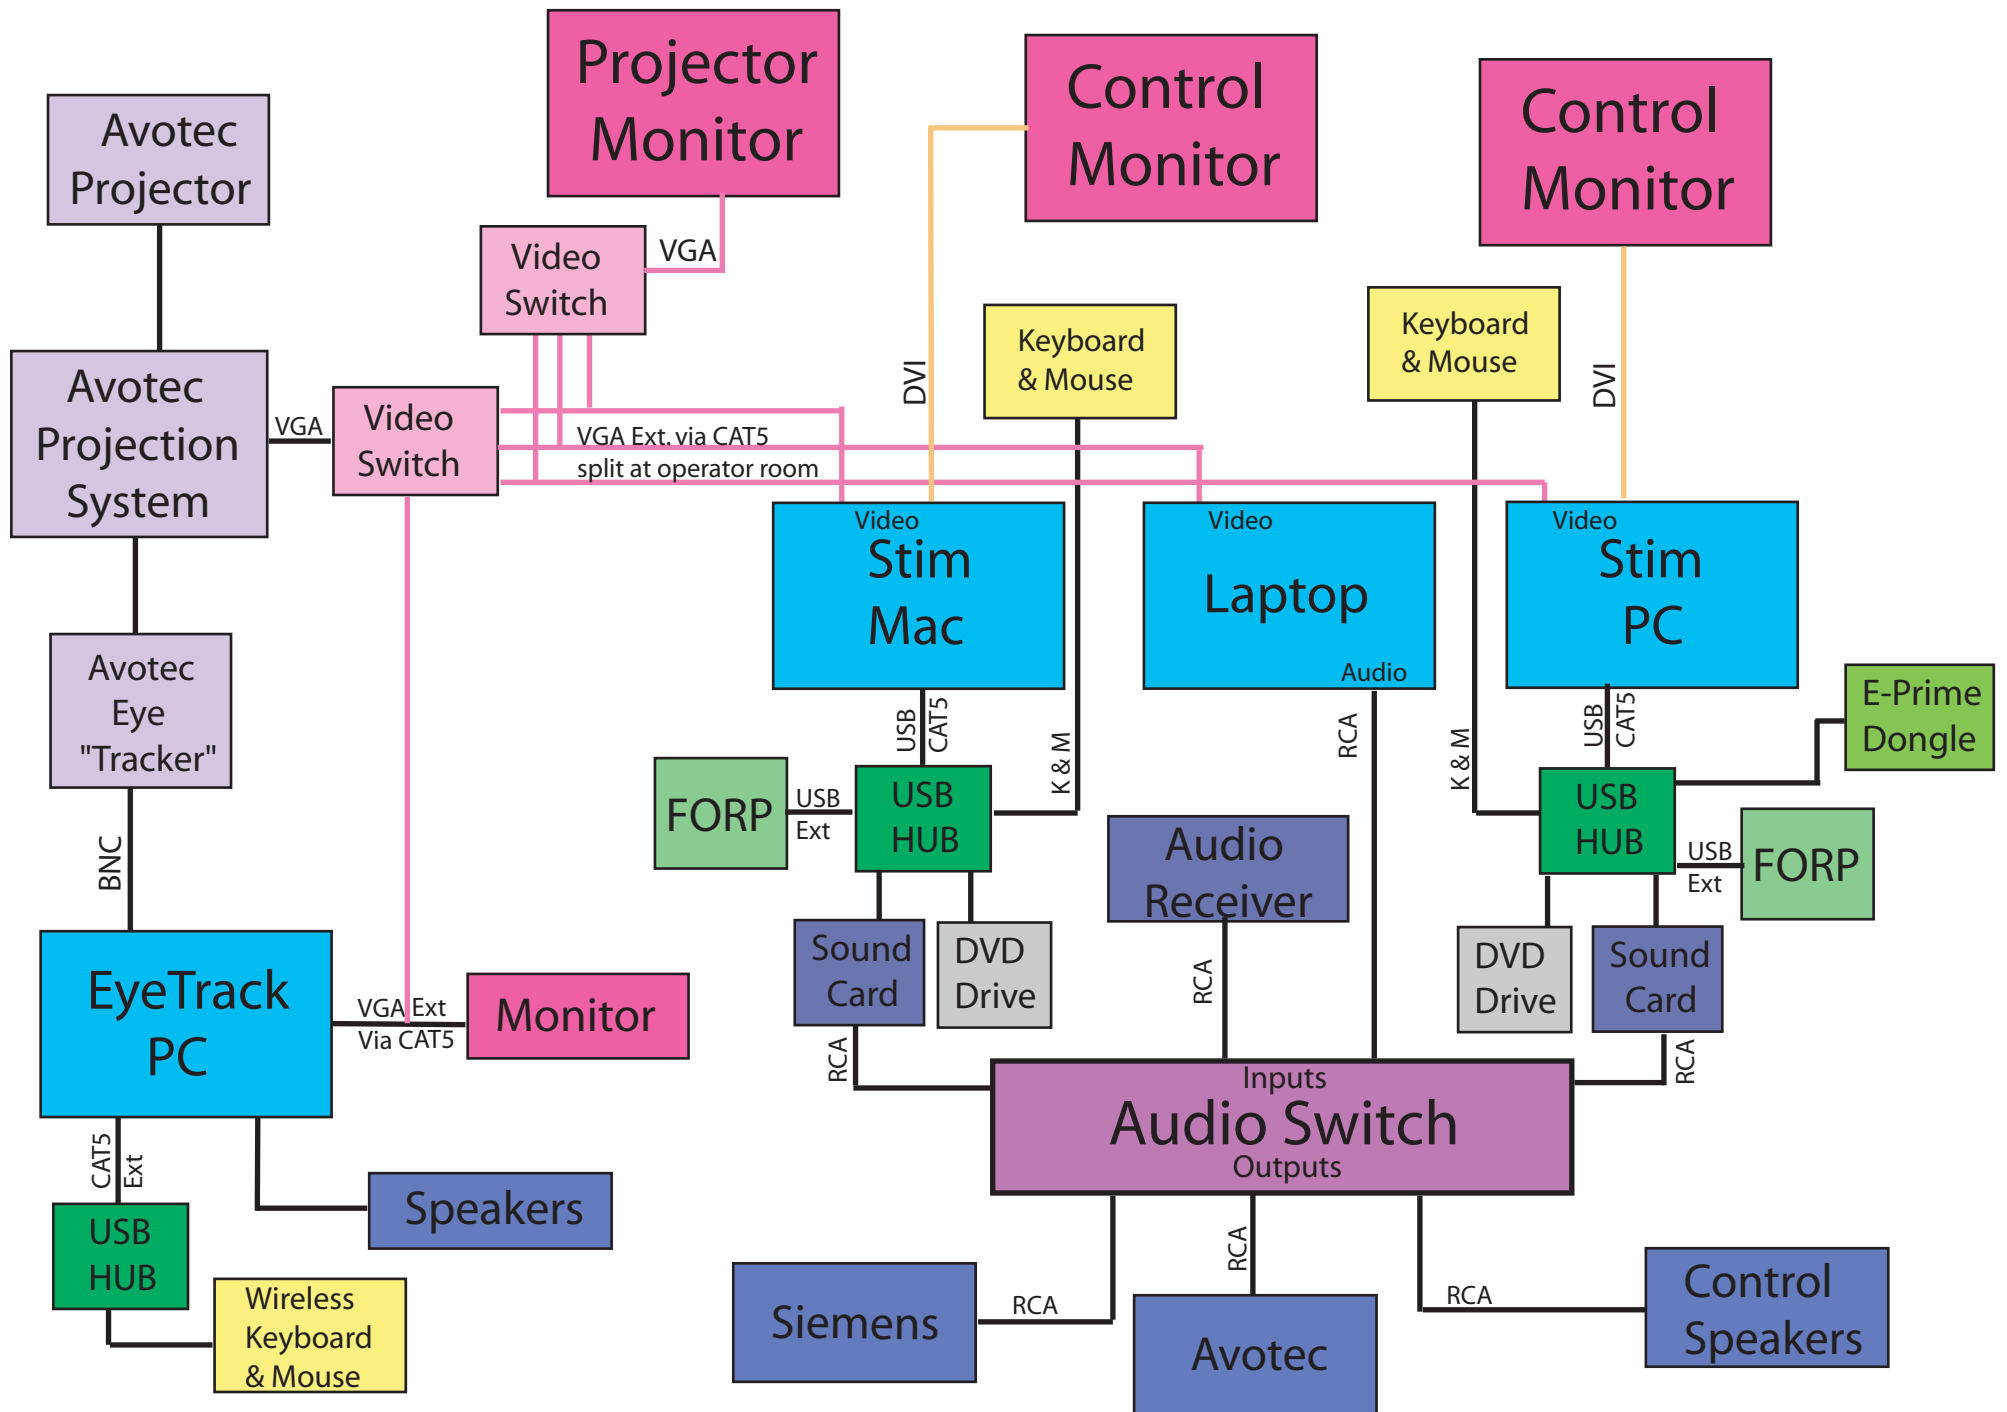 Projector
Monitor
Control
Monitor
Control
Monitor
Avotec
Projector
Video
Switch
VGA
Keyboard
& Mouse
Keyboard
& Mouse
DVI
DVI
Avotec
Projection
System
VGA
Video
Switch
VGA Ext. via CAT5
split at operator room
Video
Stim
Mac
Video
Laptop
Audio
Video
Stim
PC
Avotec
Eye
"Tracker"
USB
CAT5
K & M
RCA
K & M
USB
CAT5
E-Prime
Dongle
FORP
USB
Ext
USB
HUB
Audio
Receiver
USB
HUB
USB
Ext
FORP
BNC
Sound
Card
DVD
Drive
RCA
DVD
Drive
Sound
Card
EyeTrack
PC
VGA Ext
Via CAT5
Monitor
RCA
RCA
Inputs
Audio Switch
Outputs
CAT5
Ext
Speakers
USB
HUB
Wireless
Keyboard
& Mouse
Siemens
RCA
RCA
Avotec
RCA
Control
Speakers